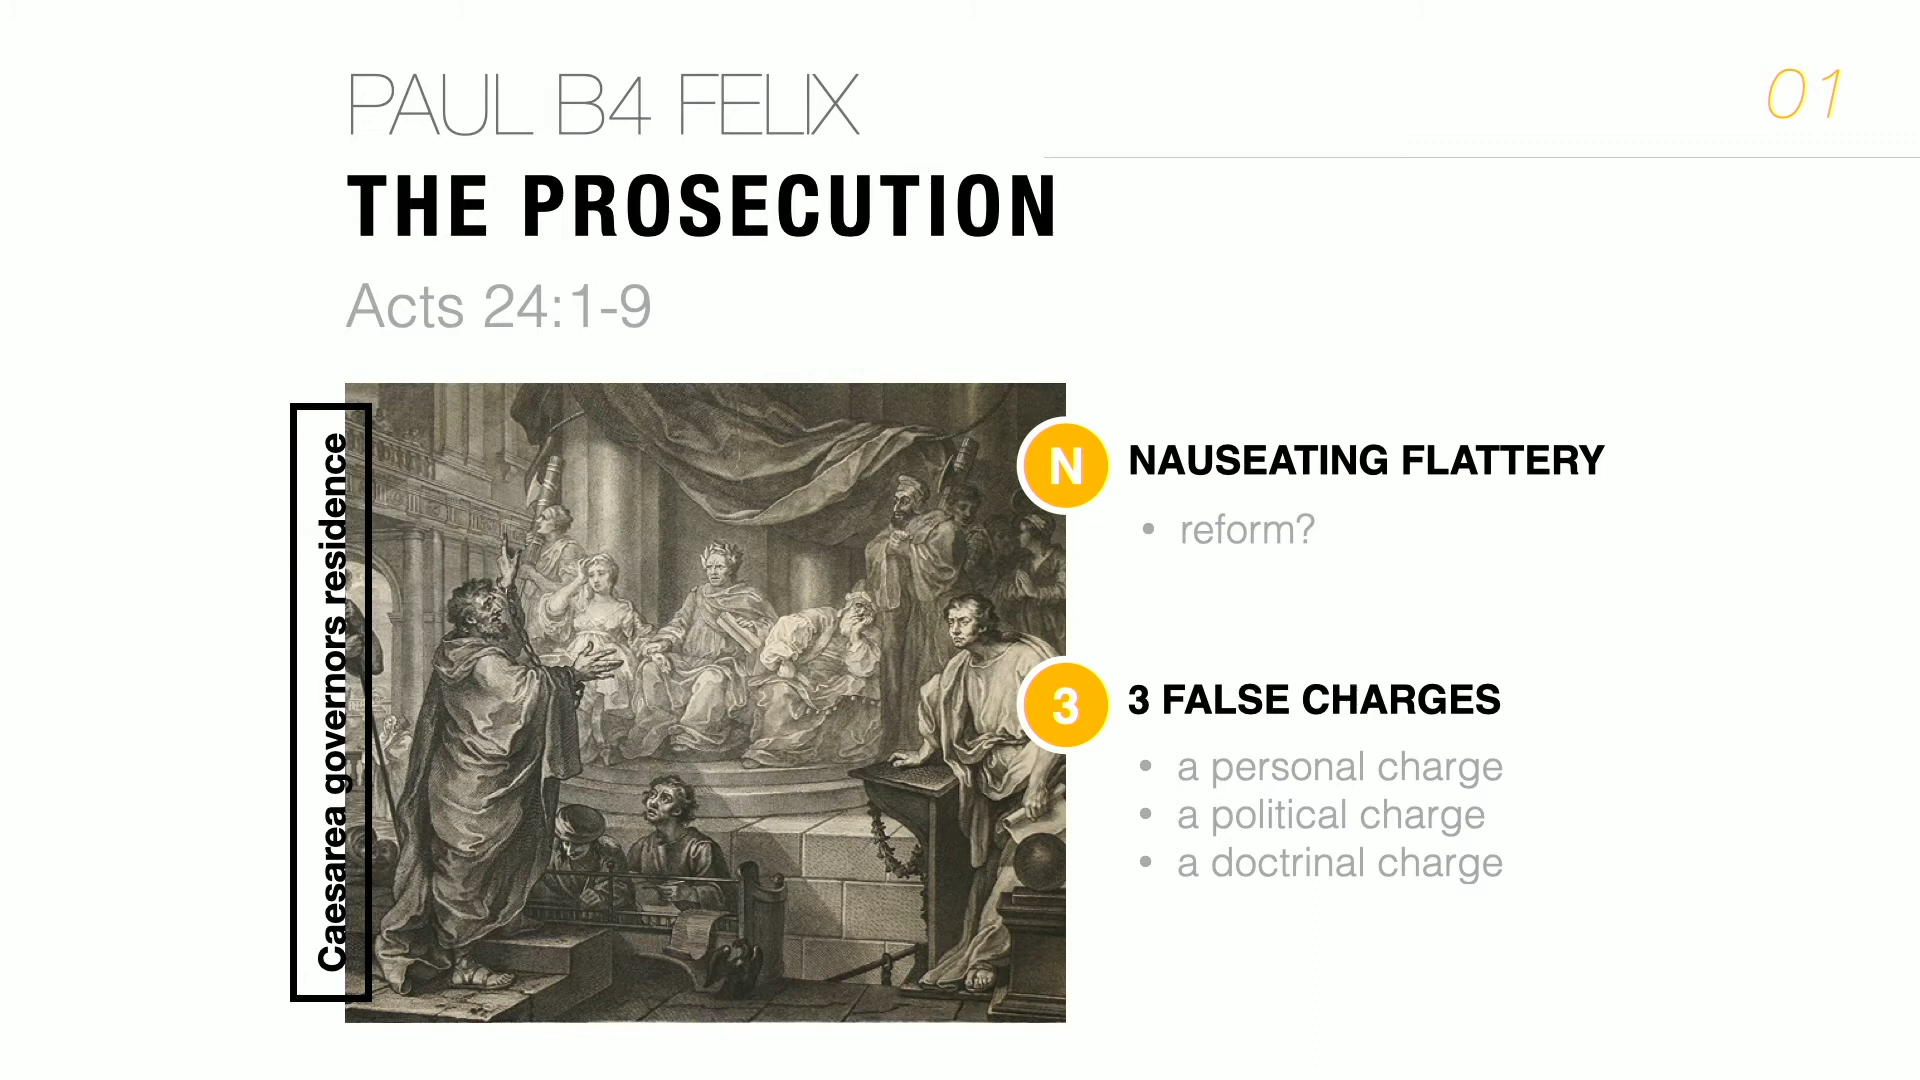 PAUL B4 FELIX
01
THE PROSECUTION
Acts 24:1-9
Caesarea governors residence
N
NAUSEATING FLATTERY
• reform?
3
3 FALSE CHARGES
• a personal charge
• a political charge
• a doctrinal charge